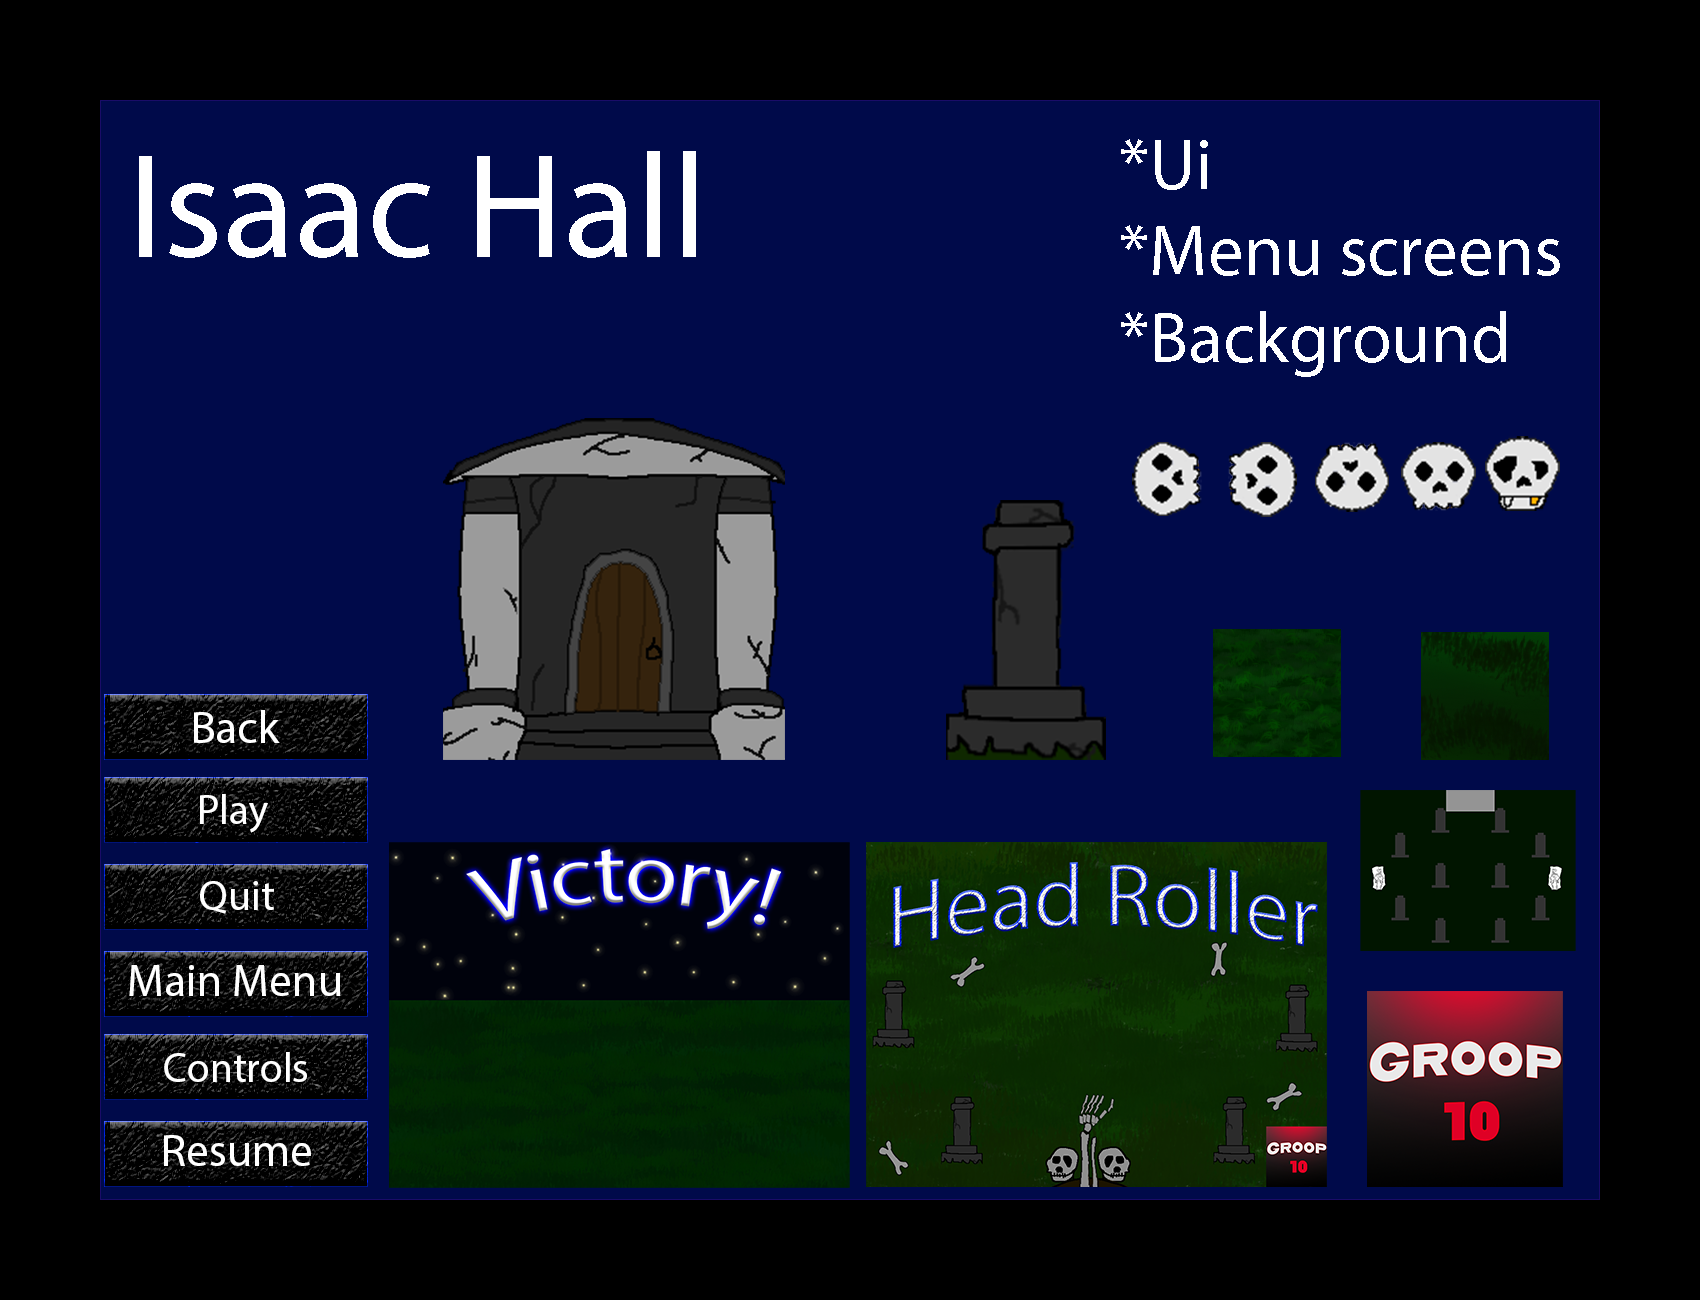 Isaac Hall
*Ui
*Menu screens
*Background
Back
Play
Quit
Main Menu
Controls
Resume
Victory!
Head Roller
GROOP
10
GROOP
10